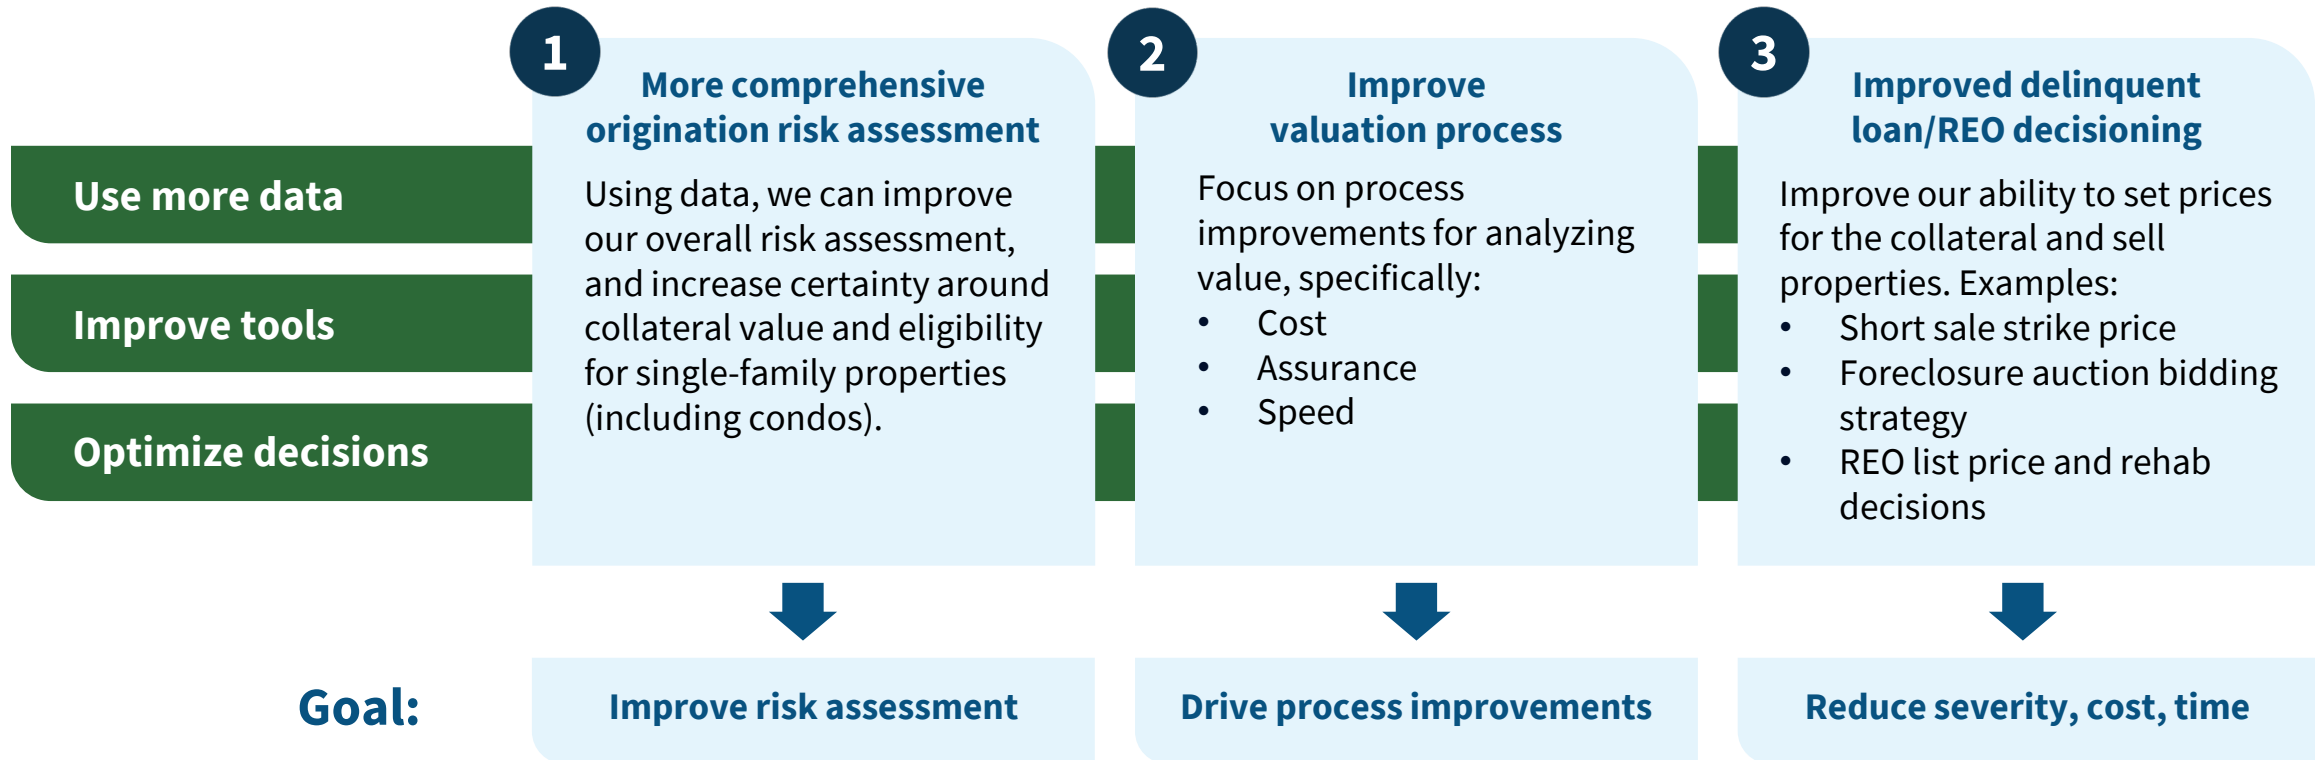 Use more data
Improve tools
Optimize decisions
1
More comprehensive
origination risk assessment
Using data, we can improve
our overall risk assessment,
and increase certainty around
collateral value and eligibility
for single-family properties
(including condos).
2
Improve
valuation process
Focus on process
improvements for analyzing
value, specifically:
• Cost
• Assurance
• Speed
3
Improved delinquent
loan/REO decisioning
Improve our ability to set prices
for the collateral and sell
properties. Examples:
• Short sale strike price
• Foreclosure auction bidding
strategy
• REO list price and rehab
decisions
Goal:
Improve risk assessment
Drive process improvements
Reduce severity, cost, time